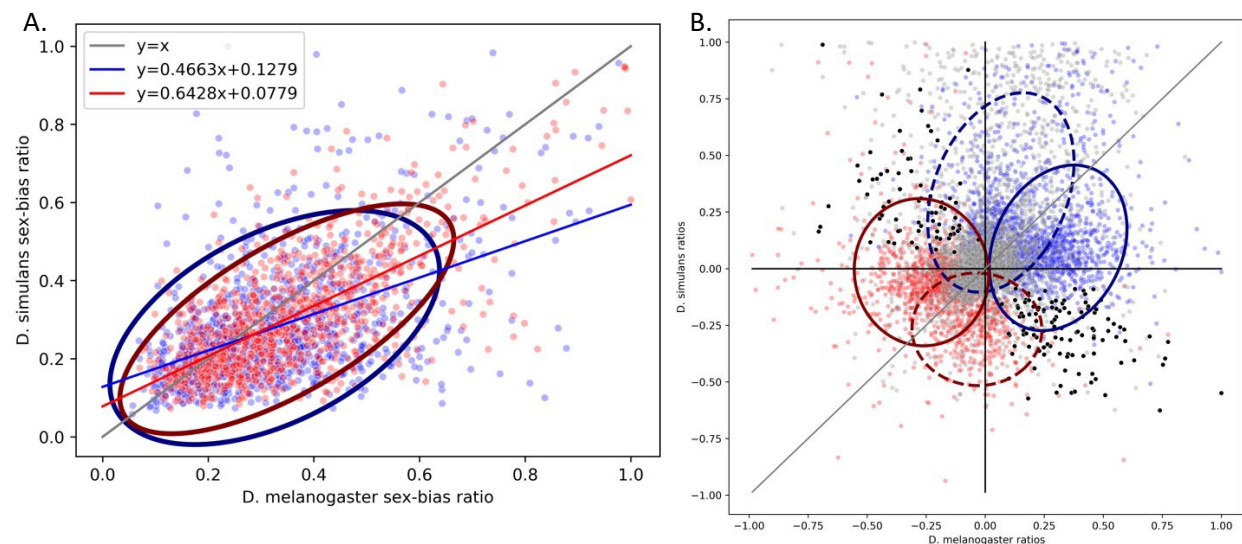 A.
y=x
y=0.4663x+0.1279
y=0.6428x+0.0779
1.0
0.8
0.6
0.4
0.2
0.0
D. simulans sex-bias ratio
0.0 0.2 0.4 0.6 0.8 1.0
D. melanogaster sex-bias ratio
B.
1.00
0.75
0.50
0.25
0.00
−0.25
−0.50
−0.75
−1.00
D. simulans ratios
−1.00 −0.75 −0.50 −0.25 0.00 0.25 0.50 0.75 1.00
D. melanogaster ratios